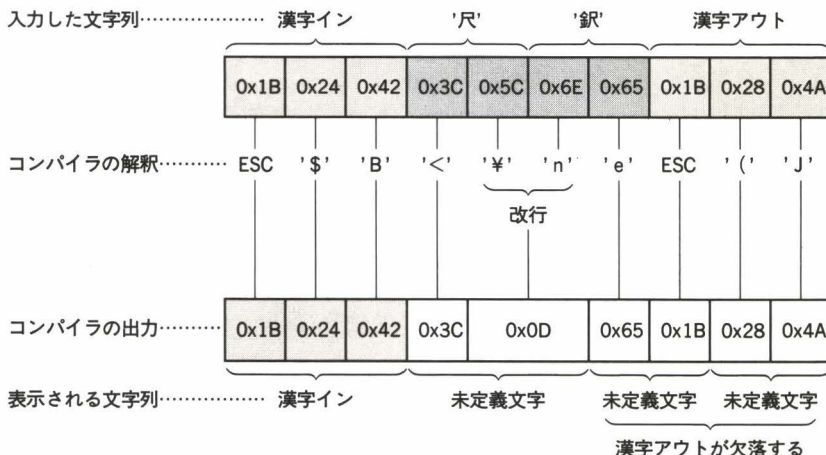 入力した文字列…………… 漢字イン '尺' '釈' 漢字アウト
0x1B 0x24 0x42 0x3C 0x5C 0x6E 0x65 0x1B 0x28 0x4A
コンパイラの解釈………… ESC '$' 'B' '<' '¥' 'n' 'e' ESC '(' 'J'
改行
コンパイラの出力………… 0x1B 0x24 0x42 0x3C 0x0D 0x65 0x1B 0x28 0x4A
表示される文字列…………… 漢字イン 未定義文字 未定義文字 未定義文字
漢字アウトが欠落する